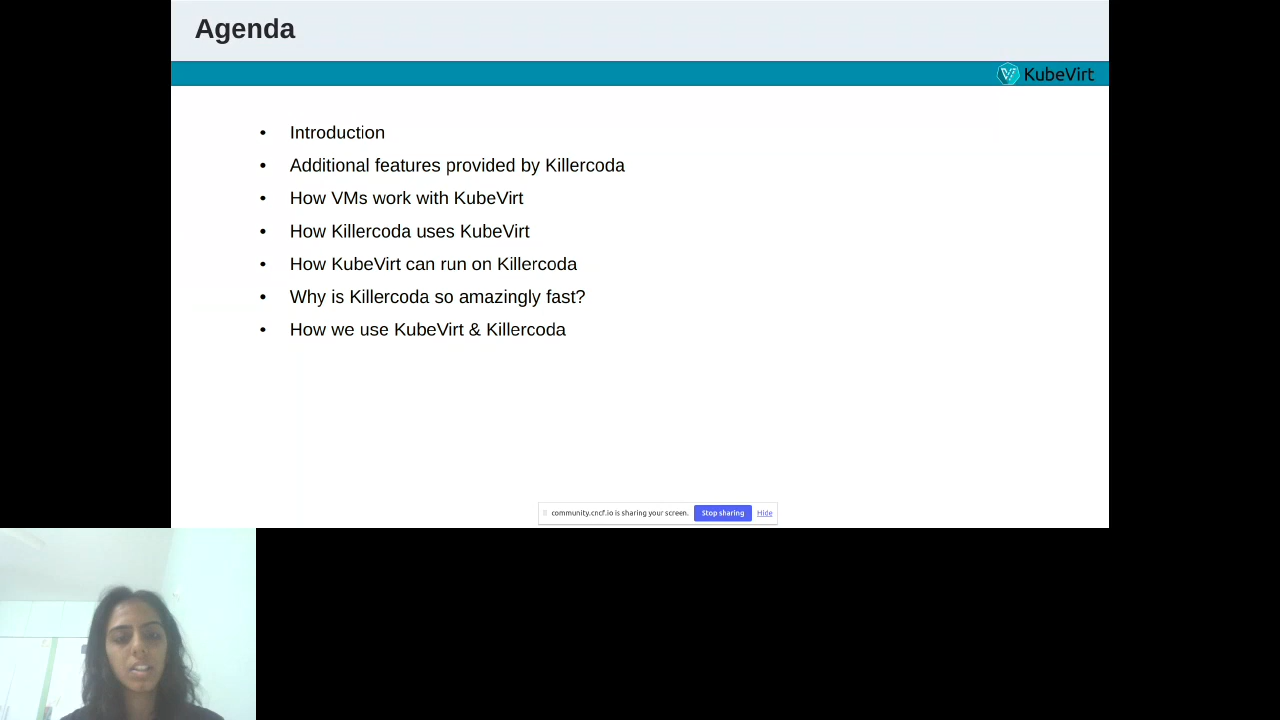 Agenda
KubeVirt
• Introduction
• Additional features provided by Killercoda
• How VMs work with KubeVirt
• How Killercoda uses KubeVirt
• How KubeVirt can run on Killercoda
• Why is Killercoda so amazingly fast?
• How we use KubeVirt & Killercoda
community.cncf.io is sharing your screen. Stop sharing Hide